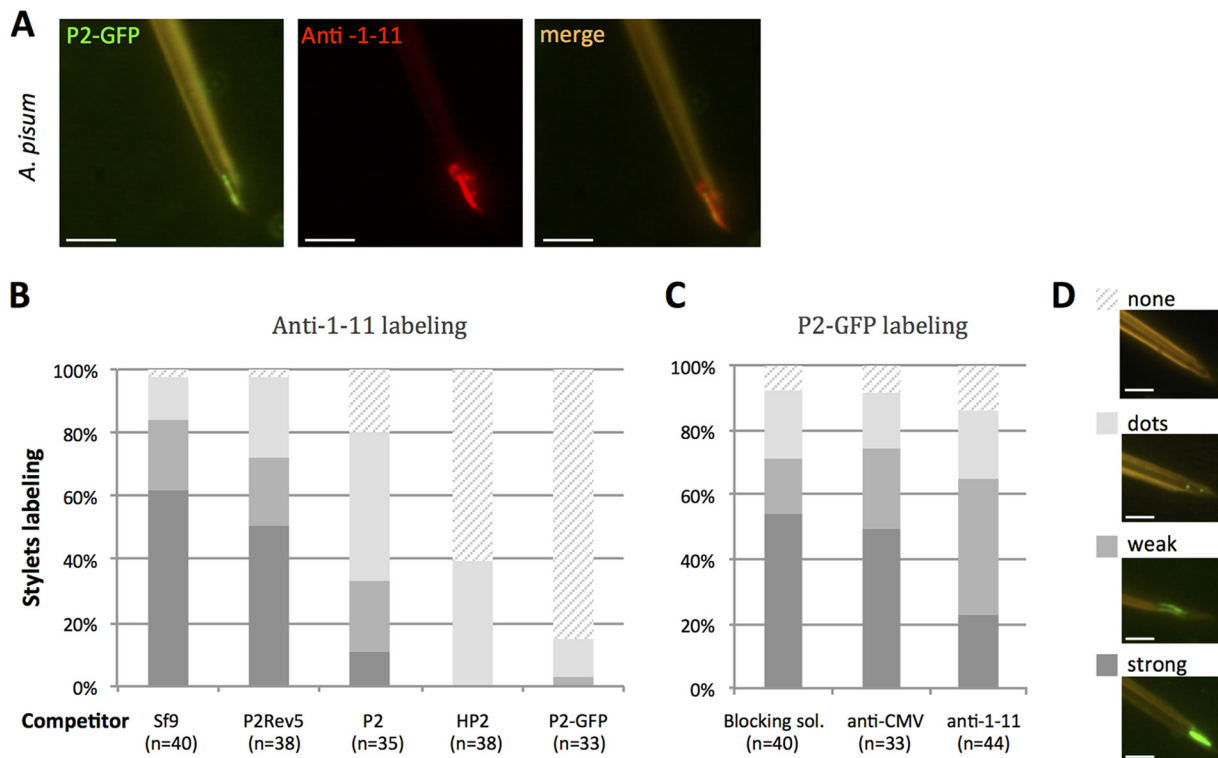 A
P2-GFP
Anti -1-11
merge
A. pisum
B
Anti-1-11 labeling
Stylets labeling
100%
80%
60%
40%
20%
0%
Competitor
Sf9
(n=40)
P2Rev5
(n=38)
P2
(n=35)
HP2
(n=38)
P2-GFP
(n=33)
C
P2-GFP labeling
100%
80%
60%
40%
20%
0%
Blocking sol.
(n=40)
anti-CMV
(n=33)
anti-1-11
(n=44)
D
none
dots
weak
strong